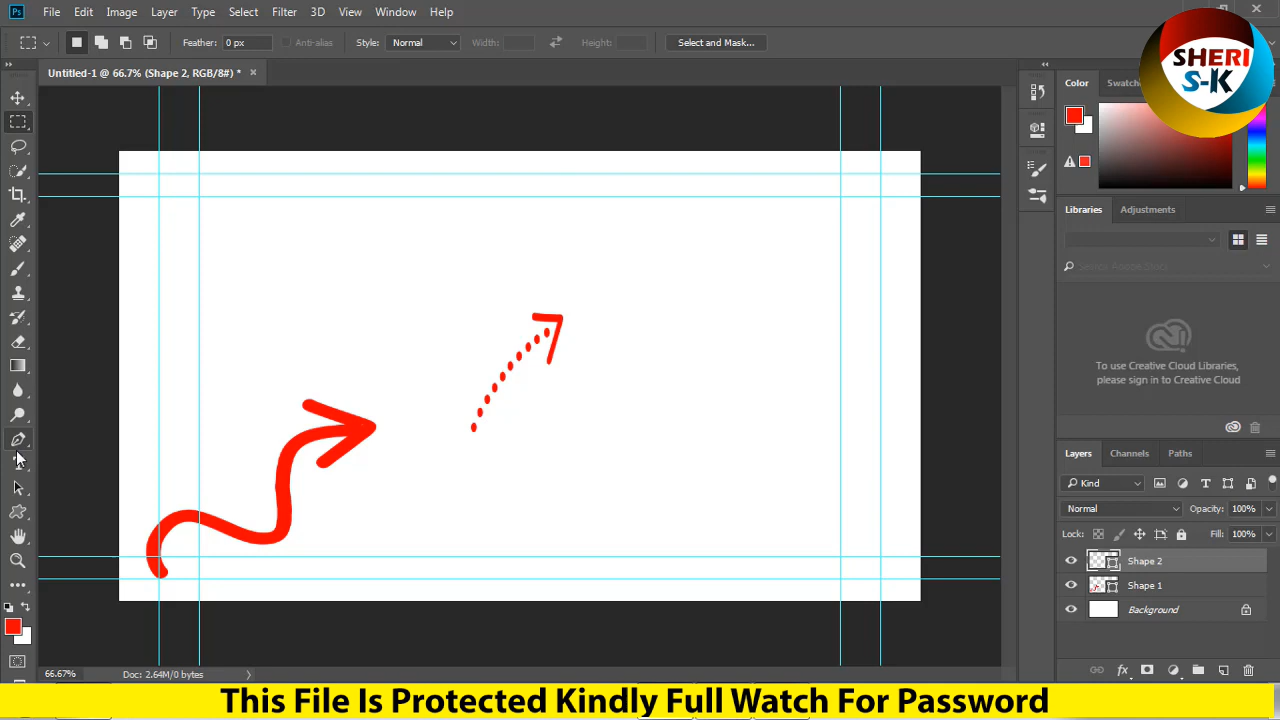 File Edit Image Layer Type Select Filter 3D View Window Help
Feather: 0 px Anti-alias Style: Normal Width: Height: Select and Mask...
Untitled-1 @ 66.7% (Shape 2, RGB/8#) *
SHERI
S-K
Color
Libraries Adjustments
Search Adobe Stock
To use Creative Cloud Libraries,
please sign in to Creative Cloud
Layers Channels Paths
Kind
Normal Opacity: 100%
Lock: Fill: 100%
Shape 2
Shape 1
Background
66.67% Doc: 2.64M/0 bytes
This File Is Protected Kindly Full Watch For Password